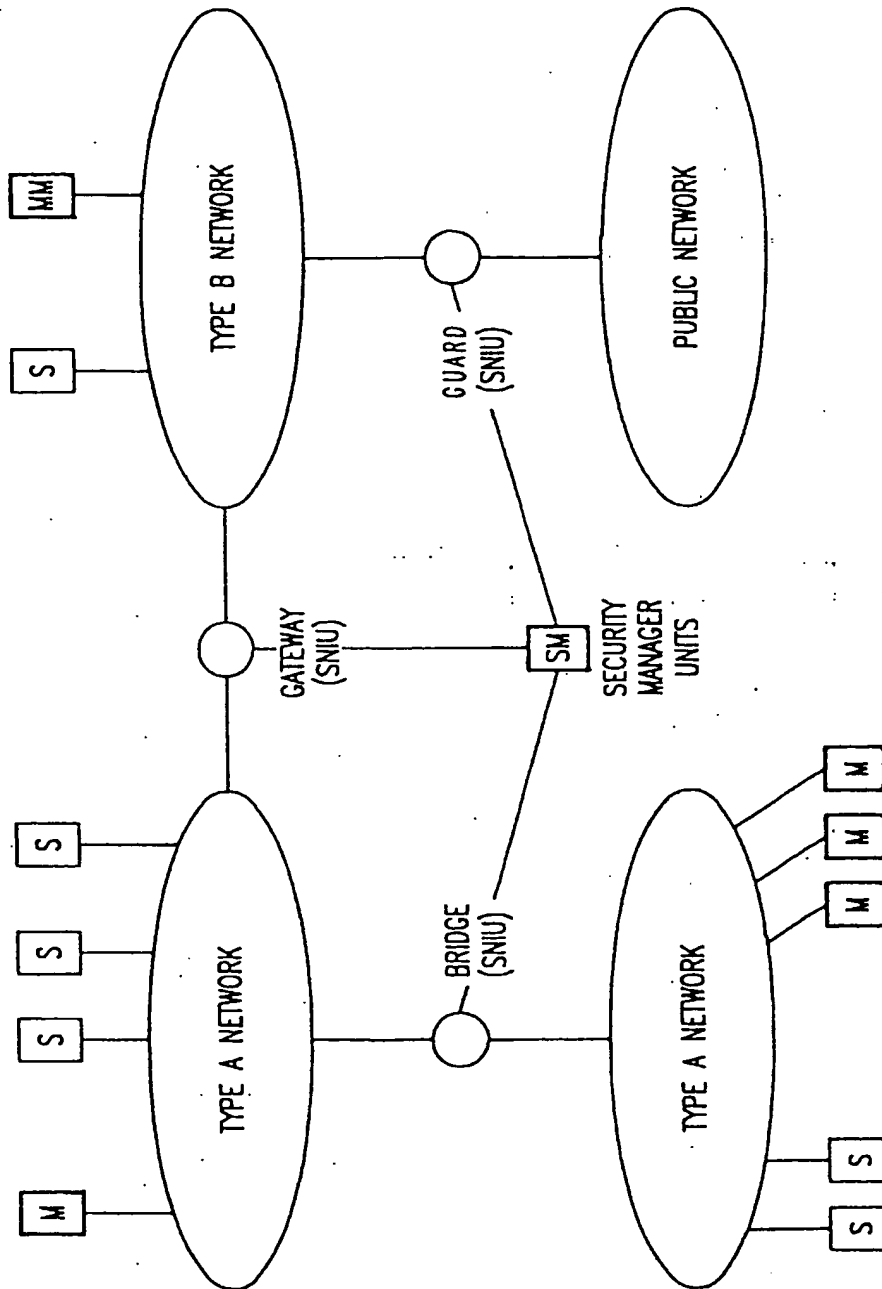 M
S
S
S
S
MM
TYPE A NETWORK
TYPE B NETWORK
GATEWAY
(SNIU)
BRIDGE
(SNIU)
GUARD
(SNIU)
SM
SECURITY
MANAGER
UNITS
TYPE A NETWORK
PUBLIC NETWORK
S
S
M
M
M